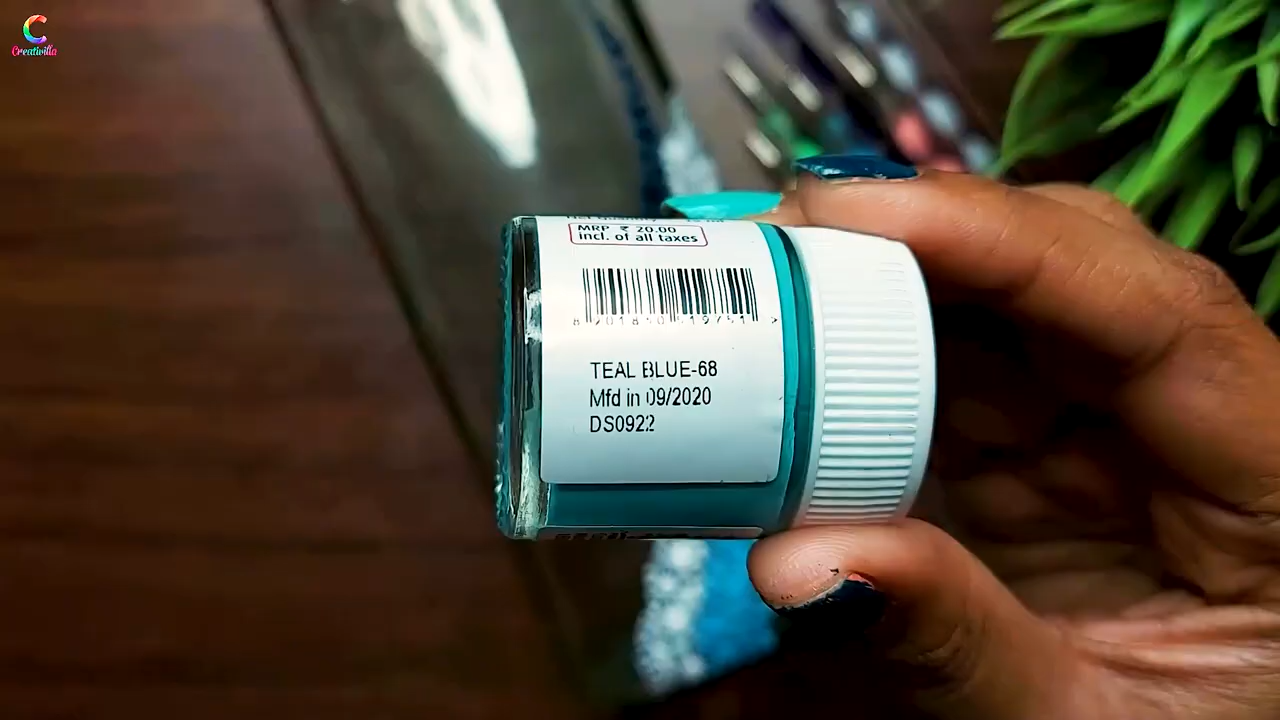 Creativilla
MRP ₹ 20.00
incl. of all taxes
TEAL BLUE-68
Mfd in 09/2020
DS0922